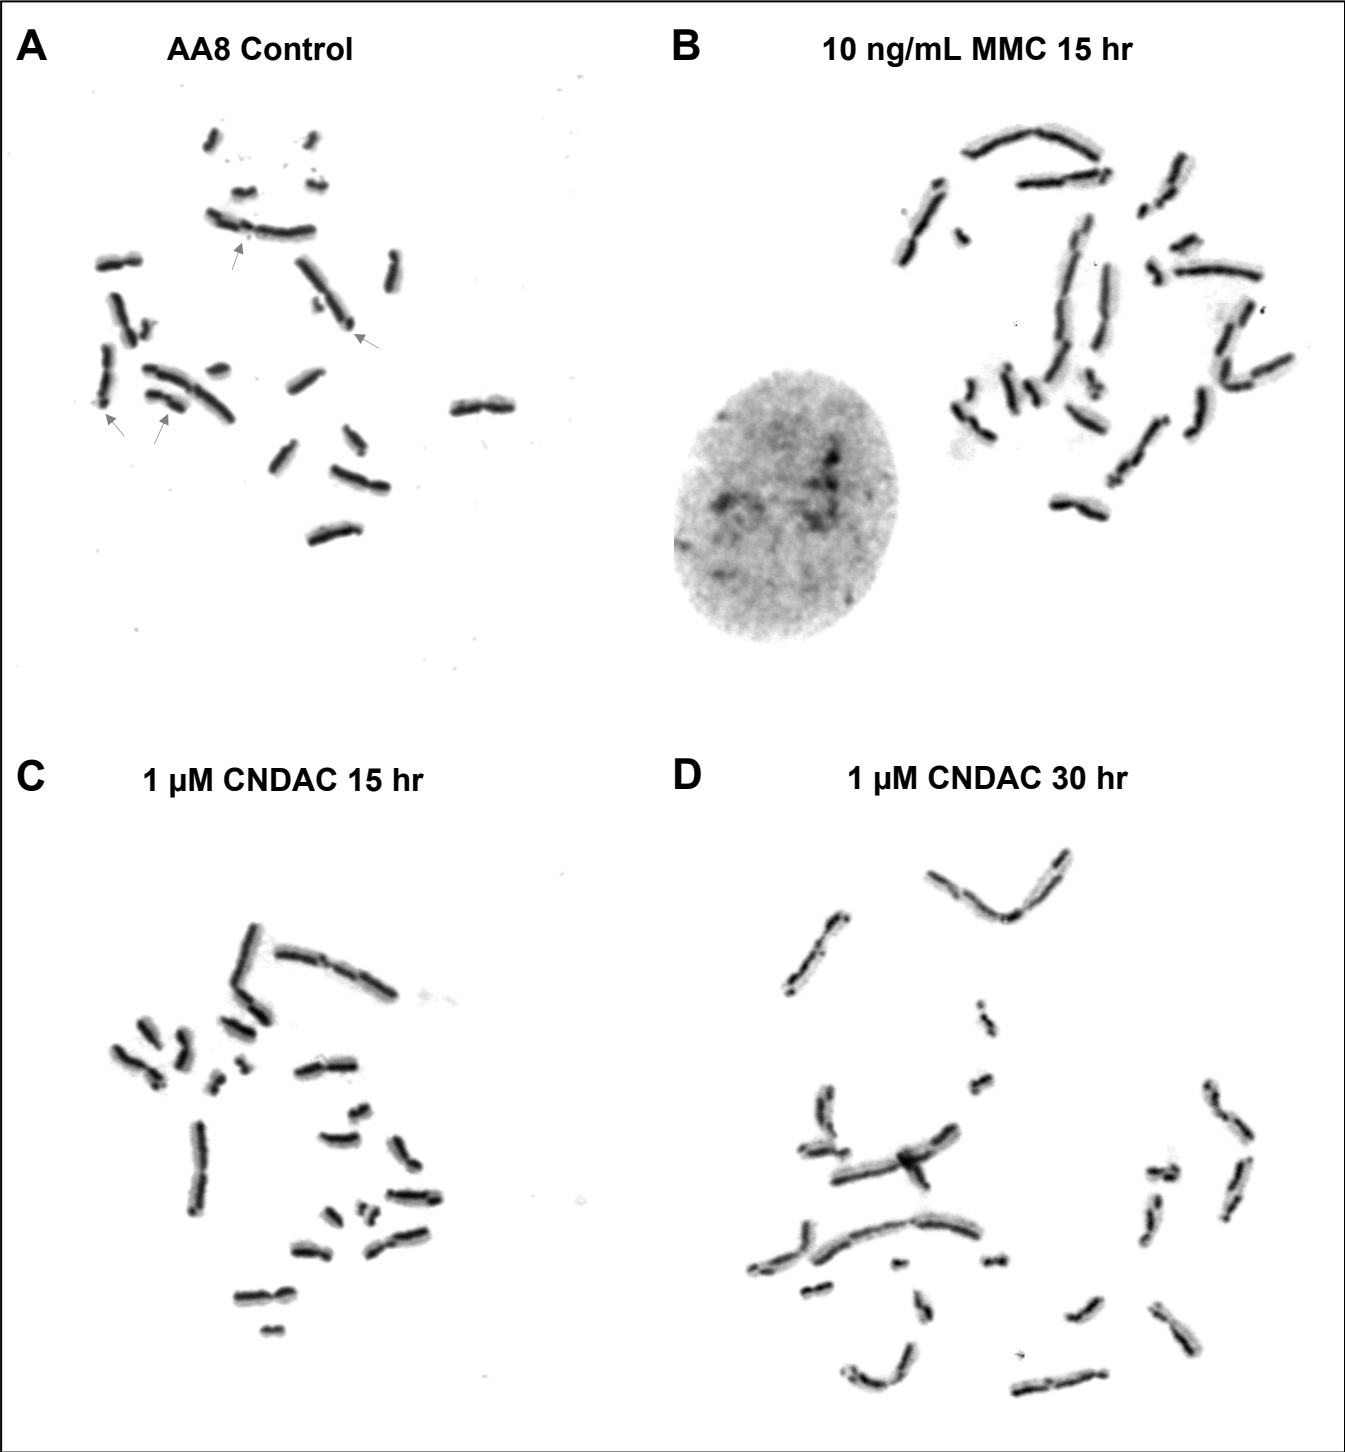 A
AA8 Control
B
10 ng/mL MMC 15 hr
C
1 µM CNDAC 15 hr
D
1 µM CNDAC 30 hr